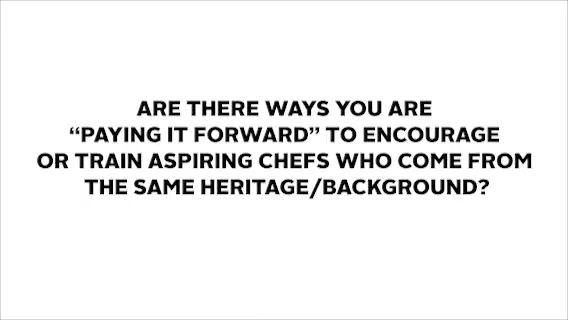 ARE THERE WAYS YOU ARE
“PAYING IT FORWARD” TO ENCOURAGE
OR TRAIN ASPIRING CHEFS WHO COME FROM
THE SAME HERITAGE/BACKGROUND?